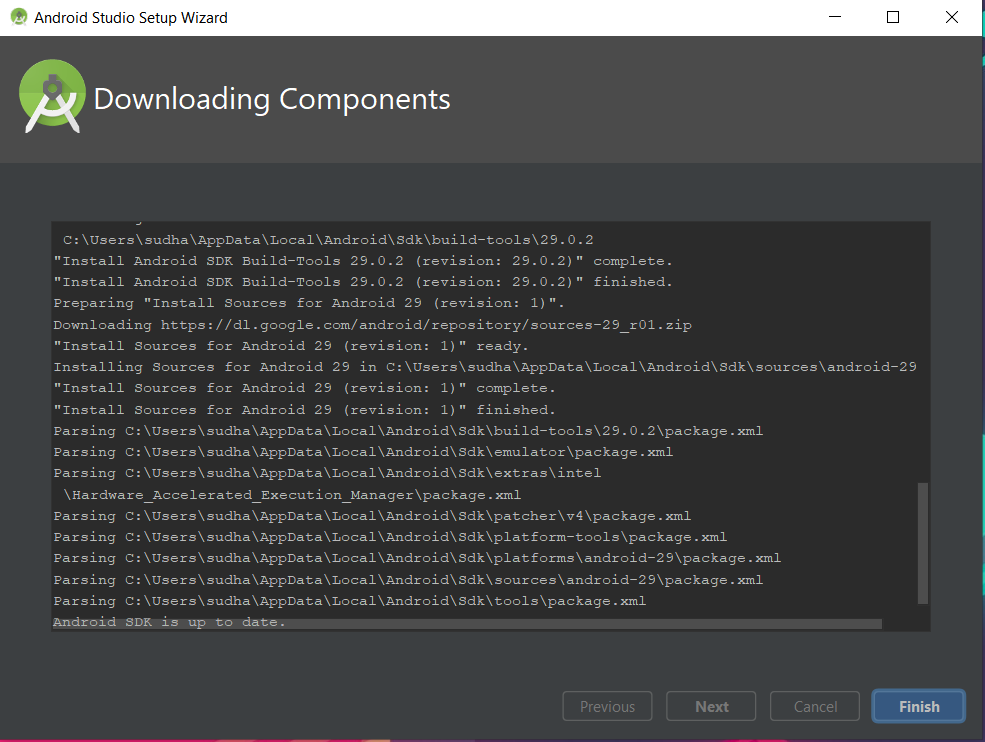 Android Studio Setup Wizard
Downloading Components
C:\Users\sudha\AppData\Local\Android\Sdk\build-tools\29.0.2
"Install Android SDK Build-Tools 29.0.2 (revision: 29.0.2)" complete.
"Install Android SDK Build-Tools 29.0.2 (revision: 29.0.2)" finished.
Preparing "Install Sources for Android 29 (revision: 1)".
Downloading https://dl.google.com/android/repository/sources-29_r01.zip
"Install Sources for Android 29 (revision: 1)" ready.
Installing Sources for Android 29 in C:\Users\sudha\AppData\Local\Android\Sdk\sources\android-29
"Install Sources for Android 29 (revision: 1)" complete.
"Install Sources for Android 29 (revision: 1)" finished.
Parsing C:\Users\sudha\AppData\Local\Android\Sdk\build-tools\29.0.2\package.xml
Parsing C:\Users\sudha\AppData\Local\Android\Sdk\emulator\package.xml
Parsing C:\Users\sudha\AppData\Local\Android\Sdk\extras\intel
\Hardware_Accelerated_Execution_Manager\package.xml
Parsing C:\Users\sudha\AppData\Local\Android\Sdk\patcher\v4\package.xml
Parsing C:\Users\sudha\AppData\Local\Android\Sdk\platform-tools\package.xml
Parsing C:\Users\sudha\AppData\Local\Android\Sdk\platforms\android-29\package.xml
Parsing C:\Users\sudha\AppData\Local\Android\Sdk\sources\android-29\package.xml
Parsing C:\Users\sudha\AppData\Local\Android\Sdk\tools\package.xml
Android SDK is up to date.
Previous
Next
Cancel
Finish